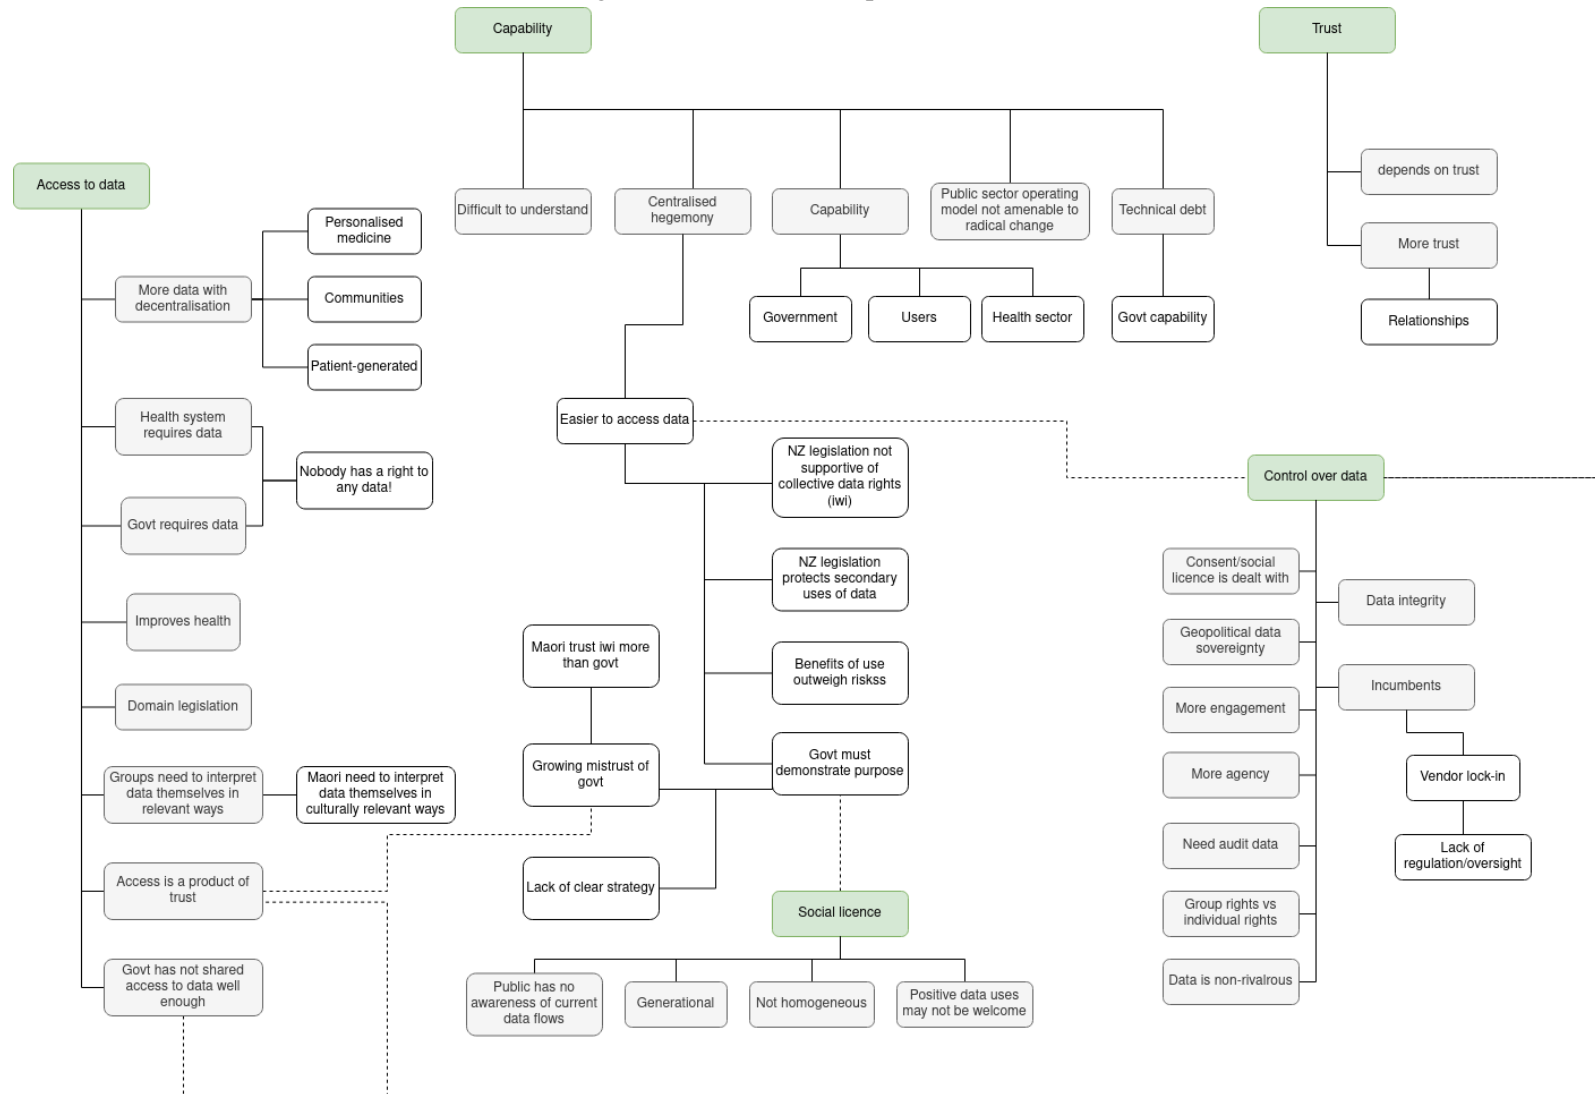 Capability
Trust
Access to data
Difficult to understand
Centralised
hegemony
Capability
Public sector operating
model not amenable to
radical change
Technical debt
depends on trust
More trust
Relationships
Government
Users
Health sector
Govt capability
More data with
decentralisation
Personalised
medicine
Communities
Patient-generated
Health system
requires data
Nobody has a right to
any data!
Govt requires data
Improves health
Domain legislation
Groups need to interpret
data themselves in
relevant ways
Maori need to interpret
data themselves in
culturally relevant ways
Access is a product of
trust
Govt has not shared
access to data well
enough
Easier to access data
NZ legislation not
supportive of
collective data rights
(iwi)
NZ legislation
protects secondary
uses of data
Benefits of use
outweigh riskss
Govt must
demonstrate purpose
Maori trust iwi more
than govt
Growing mistrust of
govt
Lack of clear strategy
Social licence
Public has no
awareness of current
data flows
Generational
Not homogeneous
Positive data uses
may not be welcome
Control over data
Consent/social
licence is dealt with
Geopolitical data
sovereignty
More engagement
More agency
Need audit data
Group rights vs
individual rights
Data is non-rivalrous
Data integrity
Incumbents
Vendor lock-in
Lack of
regulation/oversight